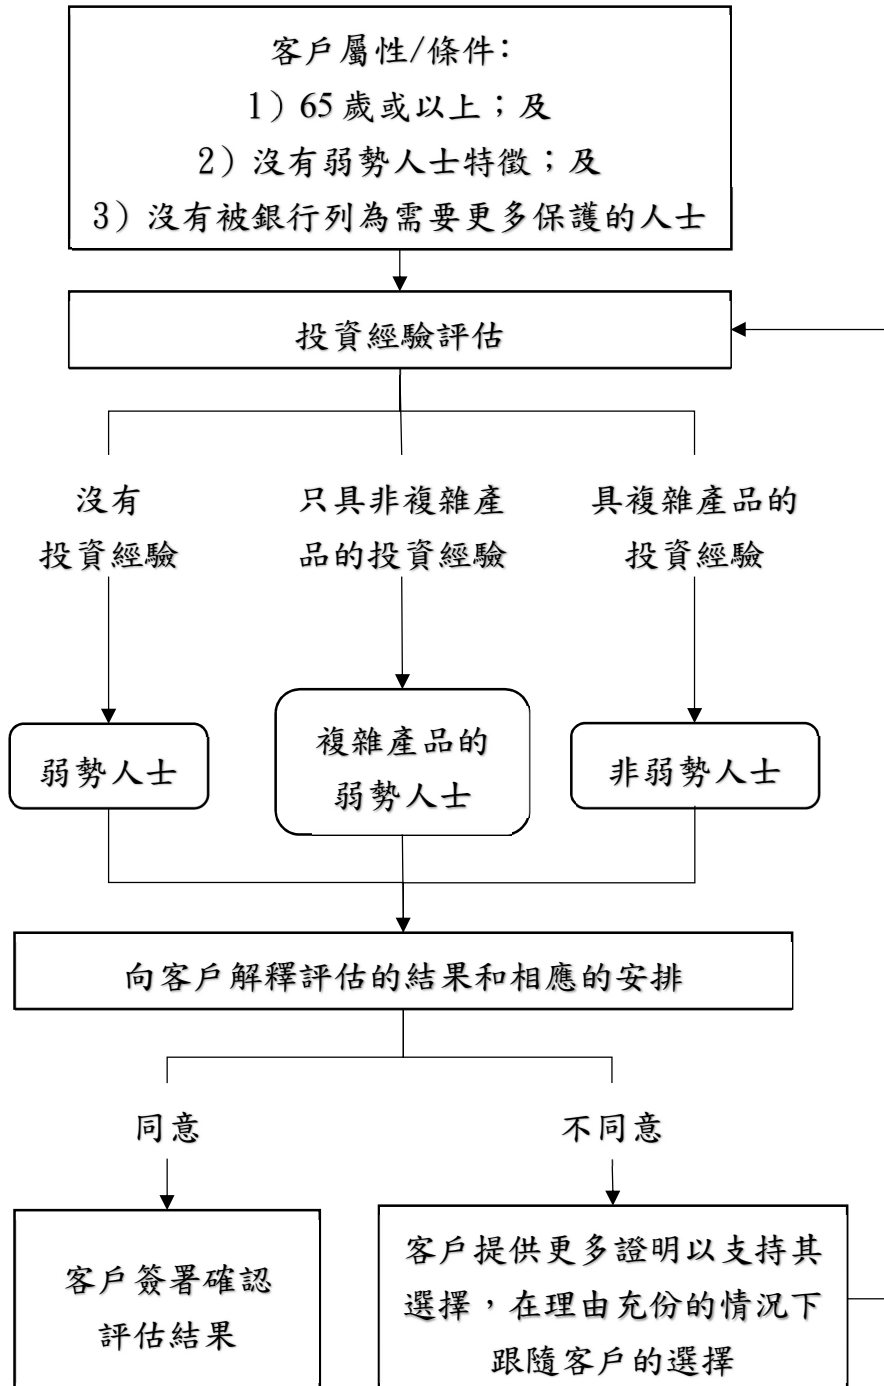 客戶屬性/條件：
1）65 歲或以上；及
2）沒有弱勢人士特徵；及
3）沒有被銀行列為需要更多保護的人士
投資經驗評估
沒有
投資經驗
只具非複雜產
品的投資經驗
具複雜產品的
投資經驗
弱勢人士
複雜產品的
弱勢人士
非弱勢人士
向客戶解釋評估的結果和相應的安排
同意
不同意
客戶簽署確認
評估結果
客戶提供更多證明以支持其
選擇，在理由充份的情況下
跟隨客戶的選擇